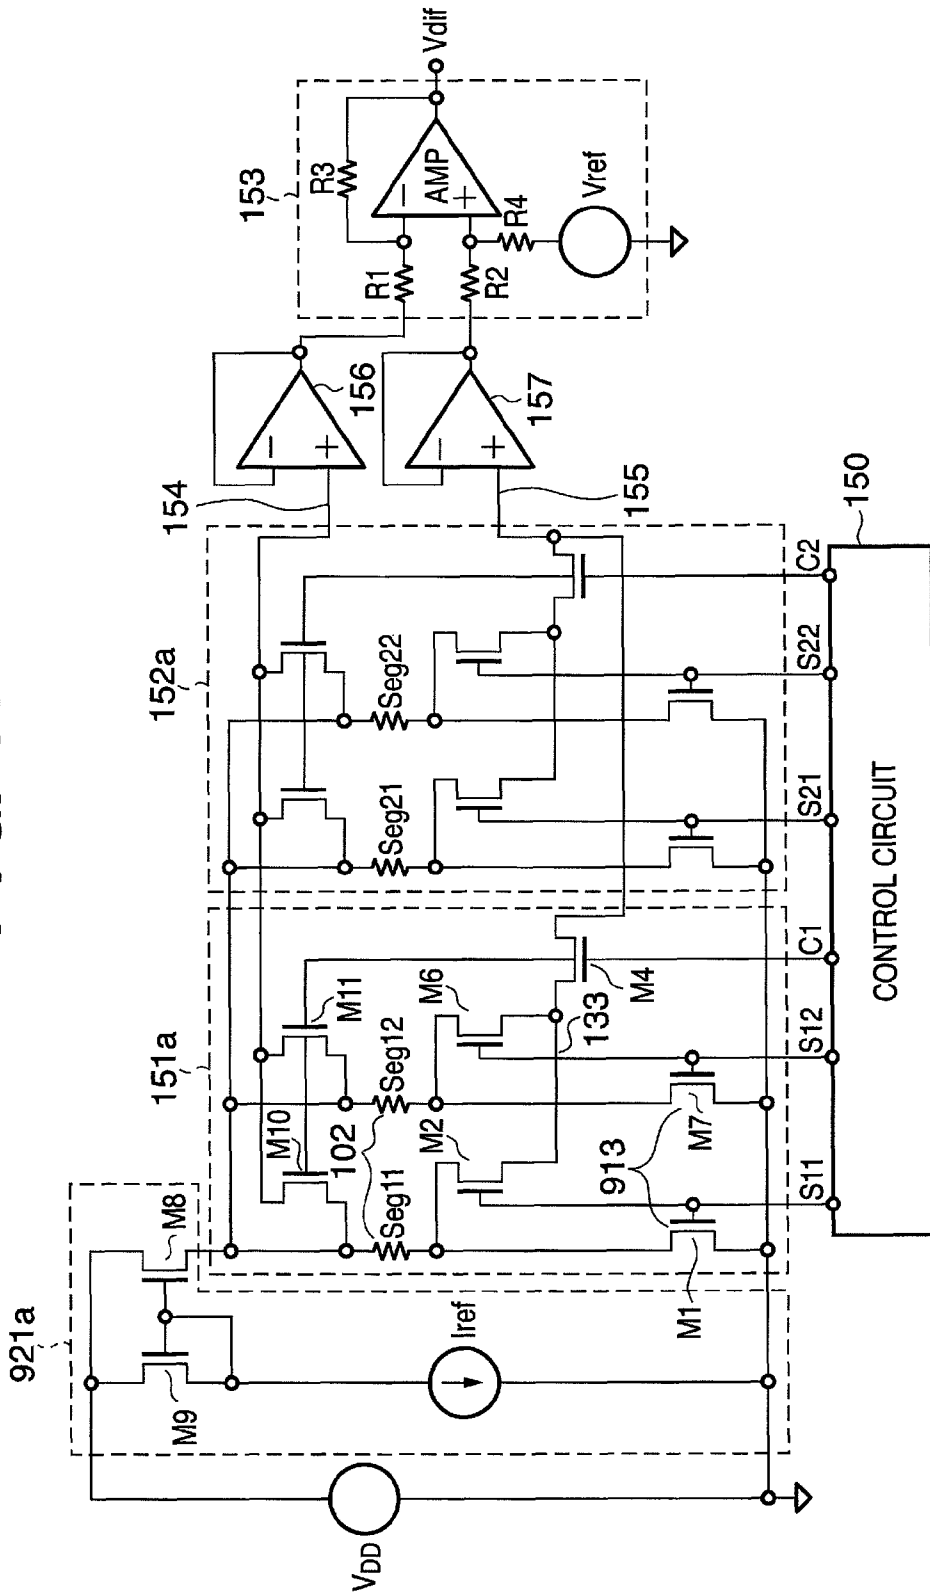 921a
M9
M8
Iref
VDD
151a
M10
M11
102
Seg11
Seg12
M2
M6
133
M4
913
M1
M7
S11
S12
C1
152a
Seg21
Seg22
S21
S22
C2
150
CONTROL CIRCUIT
154
155
156
157
−
+
−
+
153
R1
R2
R3
R4
−
+
AMP
Vref
Vdif